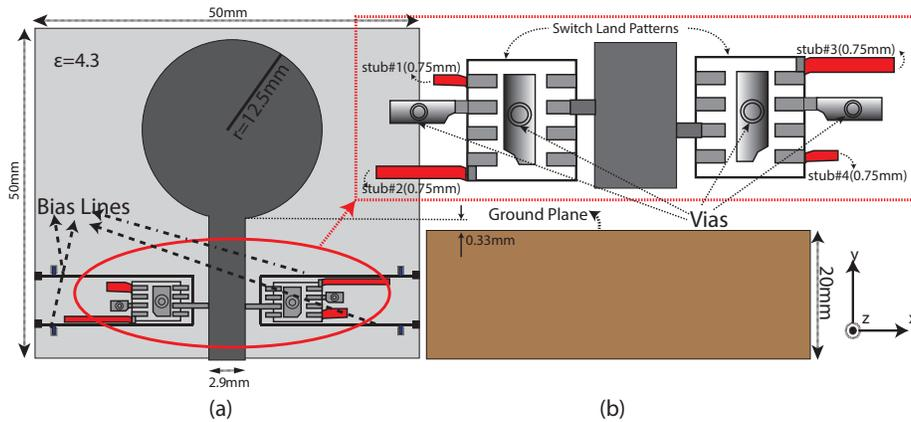 50mm
Switch Land Patterns
ε=4.3
stub#3(0.75mm)
stub#1(0.75mm)
r=12.5mm
50mm
stub#2(0.75mm)
stub#4(0.75mm)
Bias Lines
Ground Plane
Vias
0.33mm
20mm
y
z
x
2.9mm
(a)
(b)